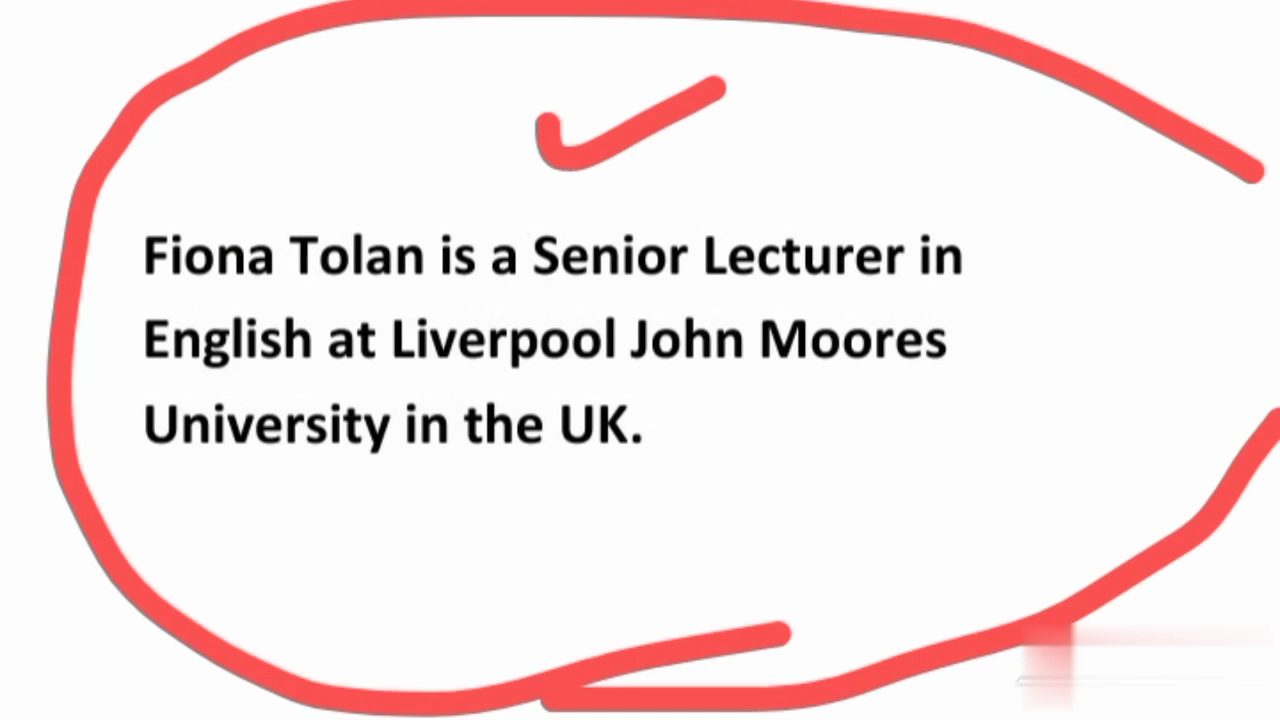 Fiona Tolan is a Senior Lecturer in
English at Liverpool John Moores
University in the UK.